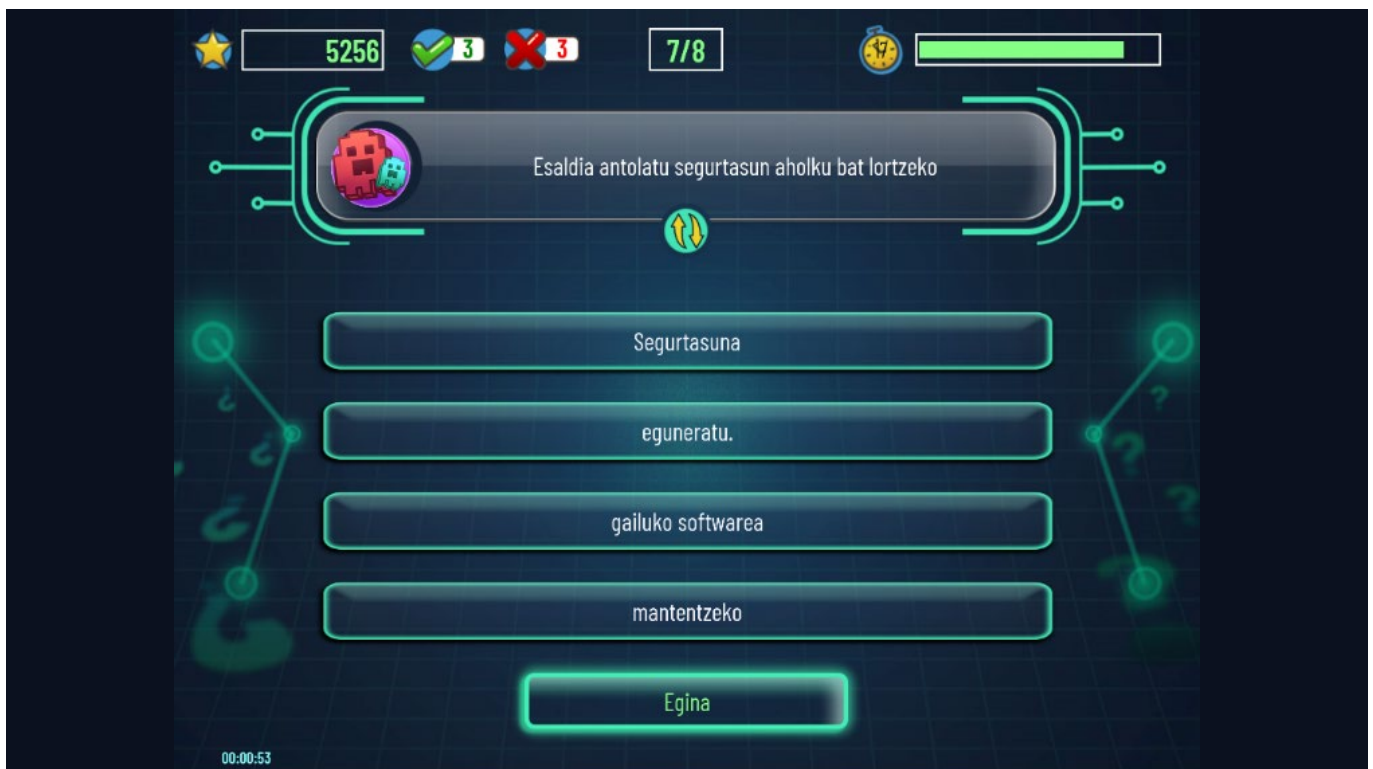 5256
3
3
7/8
17
Esaldia antolatu segurtasun aholku bat lortzeko
Segurtasuna
eguneratu.
gailuko softwarea
mantentzeko
Egina
00:00:53